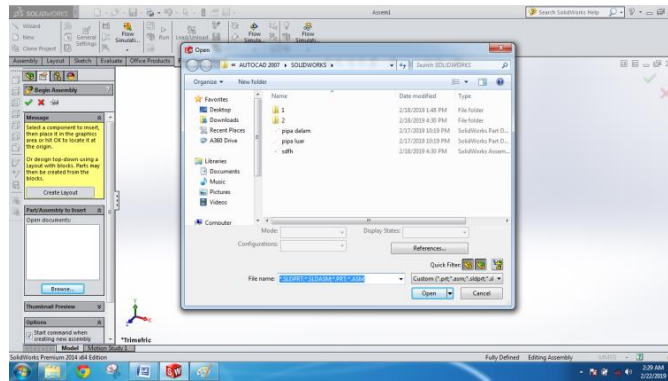 SOLIDWORKS
Assem1
Search SolidWorks Help
Wizard
New
Clone Project
General Settings
Flow Simulati...
Run
Load/Unload
Flow Simulati...
Flow Simulati...
Assembly Layout Sketch Evaluate Office Products
Begin Assembly
Message
Select a component to insert, then place it in the graphics area or hit OK to locate it at the origin.
Or design top-down using a Layout with blocks. Parts may then be created from the blocks.
Create Layout
Part/Assembly to Insert
Open documents:
Browse...
Thumbnail Preview
Options
Start command when creating new assembly
Open
AUTOCAD 2007 SOLIDWORKS
Search SOLIDWORKS
Organize New folder
Name Date modified Type
Favorites
Desktop
Downloads
Recent Places
A360 Drive
Libraries
Documents
Music
Pictures
Videos
Computer
1 2/18/2019 1:48 PM File folder
2 2/18/2019 4:30 PM File folder
pipa dalam 2/17/2019 10:19 PM SolidWorks Part D...
pipa luar 2/17/2019 10:19 PM SolidWorks Part D...
sdfh 2/18/2019 4:30 PM SolidWorks Assem...
Mode:
Display States:
Configurations:
References...
Quick Filter:
File name: *.SLDPRT;*.SLDASM;*.PRT;*.ASM
Custom (*.prt;*.asm;*.sldprt;*.sl
Open
Cancel
*Trimetric
Model Motion Study 1
SolidWorks Premium 2014 x64 Edition
Fully Defined Editing Assembly MMGS
2:29 AM
2/22/2019